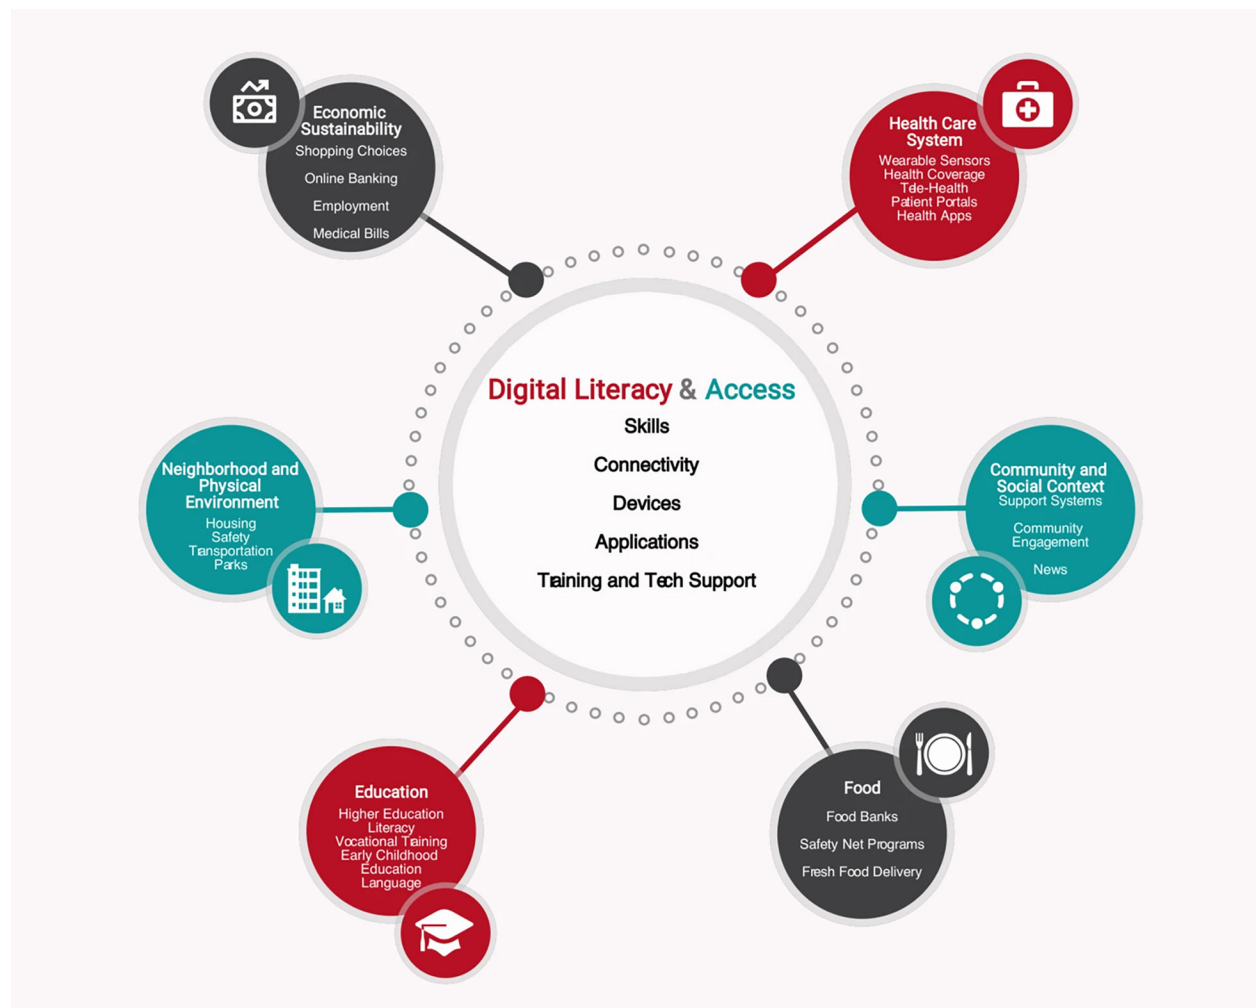 Economic
Sustainability
Shopping Choices
Online Banking
Employment
Medical Bills
Health Care
System
Wearable Sensors
Health Coverage
Tele-Health
Patient Portals
Health Apps
Digital Literacy & Access
Skills
Connectivity
Devices
Applications
Training and Tech Support
Neighborhood and
Physical
Environment
Housing
Safety
Transportation
Parks
Community and
Social Context
Support Systems
Community
Engagement
News
Education
Higher Education
Literacy
Vocational Training
Early Childhood
Education
Language
Food
Food Banks
Safety Net Programs
Fresh Food Delivery